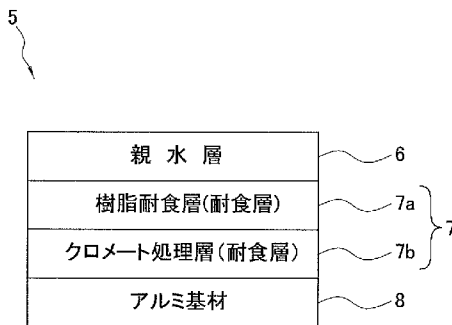 5
親水層 6
樹脂耐食層(耐食層) 7a
7
クロメート処理層(耐食層) 7b
アルミ基材 8